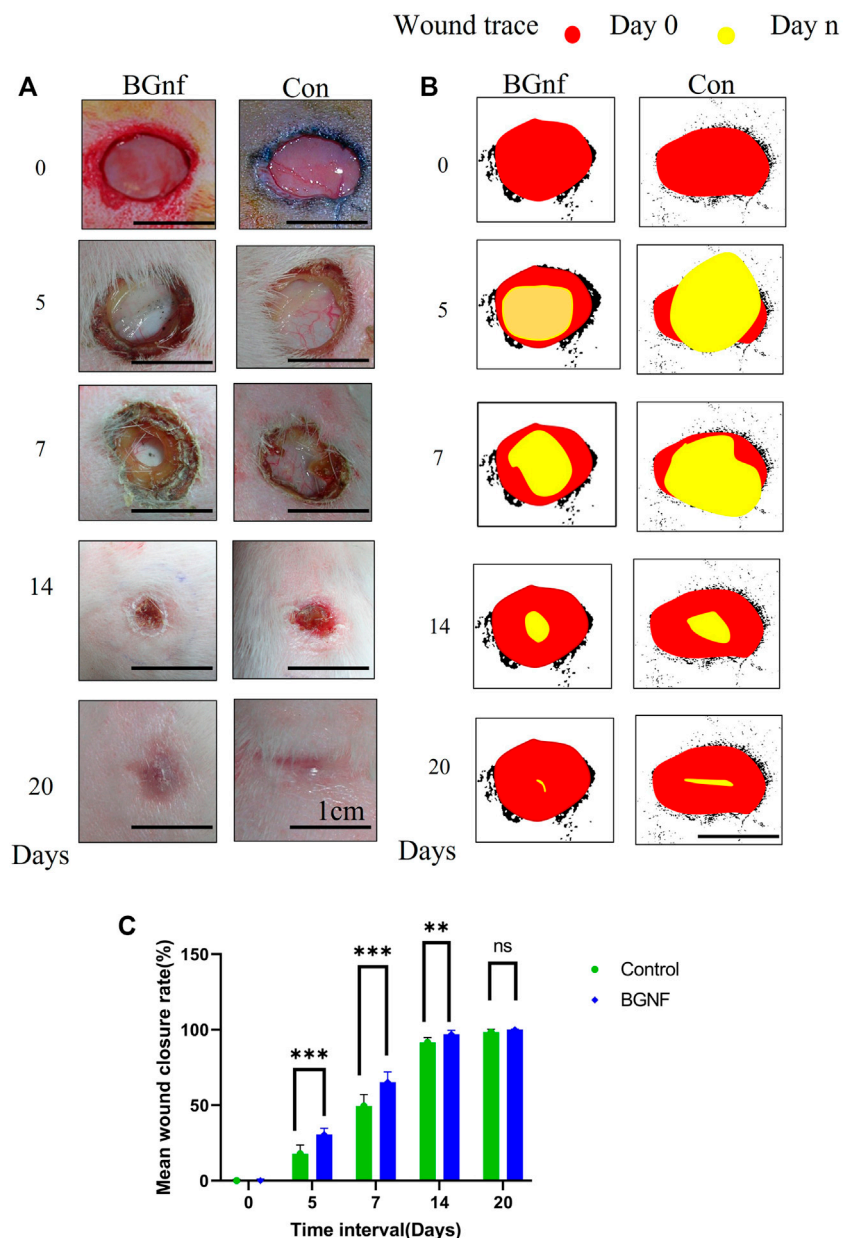 Wound trace Day 0 Day n
A BGnf Con
0
5
7
14
20
1cm
Days
B BGnf Con
0
5
7
14
20
Days
C
Mean wound closure rate(%)
150
100
50
0
*** *** ** ns
0 5 7 14 20
Time interval(Days)
Control
BGNF